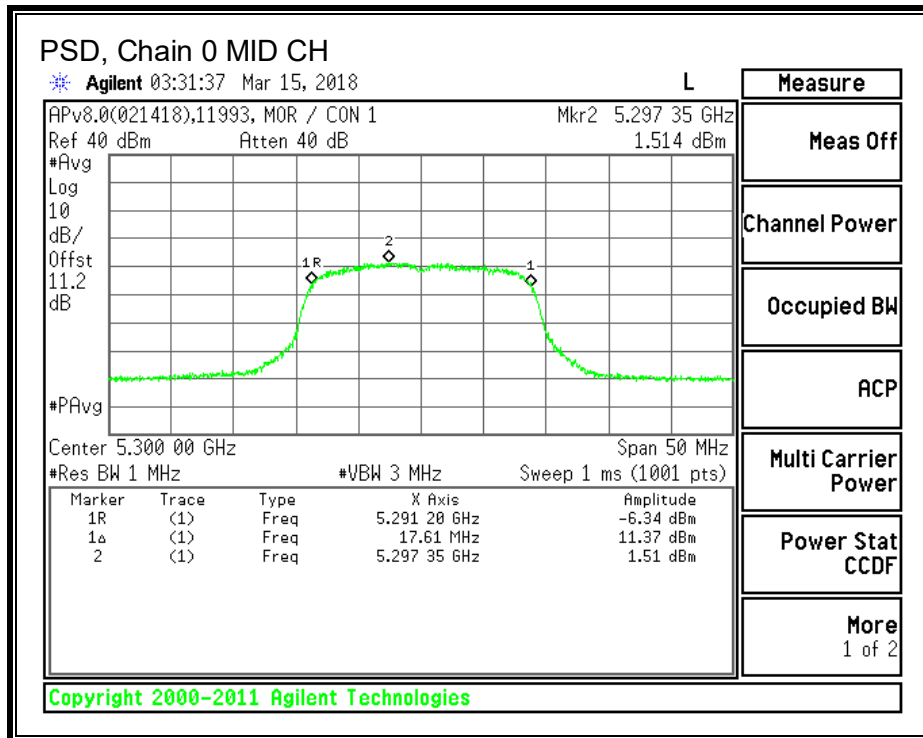 PSD, Chain 0 MID CH
Agilent 03:31:37 Mar 15, 2018 L
APv8.0(021418),11993, MOR / CON 1 Mkr2 5.297 35 GHz
Ref 40 dBm Atten 40 dB 1.514 dBm
#Avg
Log
10
dB/
Offst
11.2
dB
1R
2
1
#PAvg
Center 5.300 00 GHz Span 50 MHz
#Res BW 1 MHz #VBW 3 MHz Sweep 1 ms (1001 pts)
Marker Trace Type X Axis Amplitude
1R (1) Freq 5.291 20 GHz -6.34 dBm
1△ (1) Freq 17.61 MHz 11.37 dBm
2 (1) Freq 5.297 35 GHz 1.51 dBm
Copyright 2000-2011 Agilent Technologies
Measure
Meas Off
Channel Power
Occupied BW
ACP
Multi Carrier
Power
Power Stat
CCDF
More
1 of 2